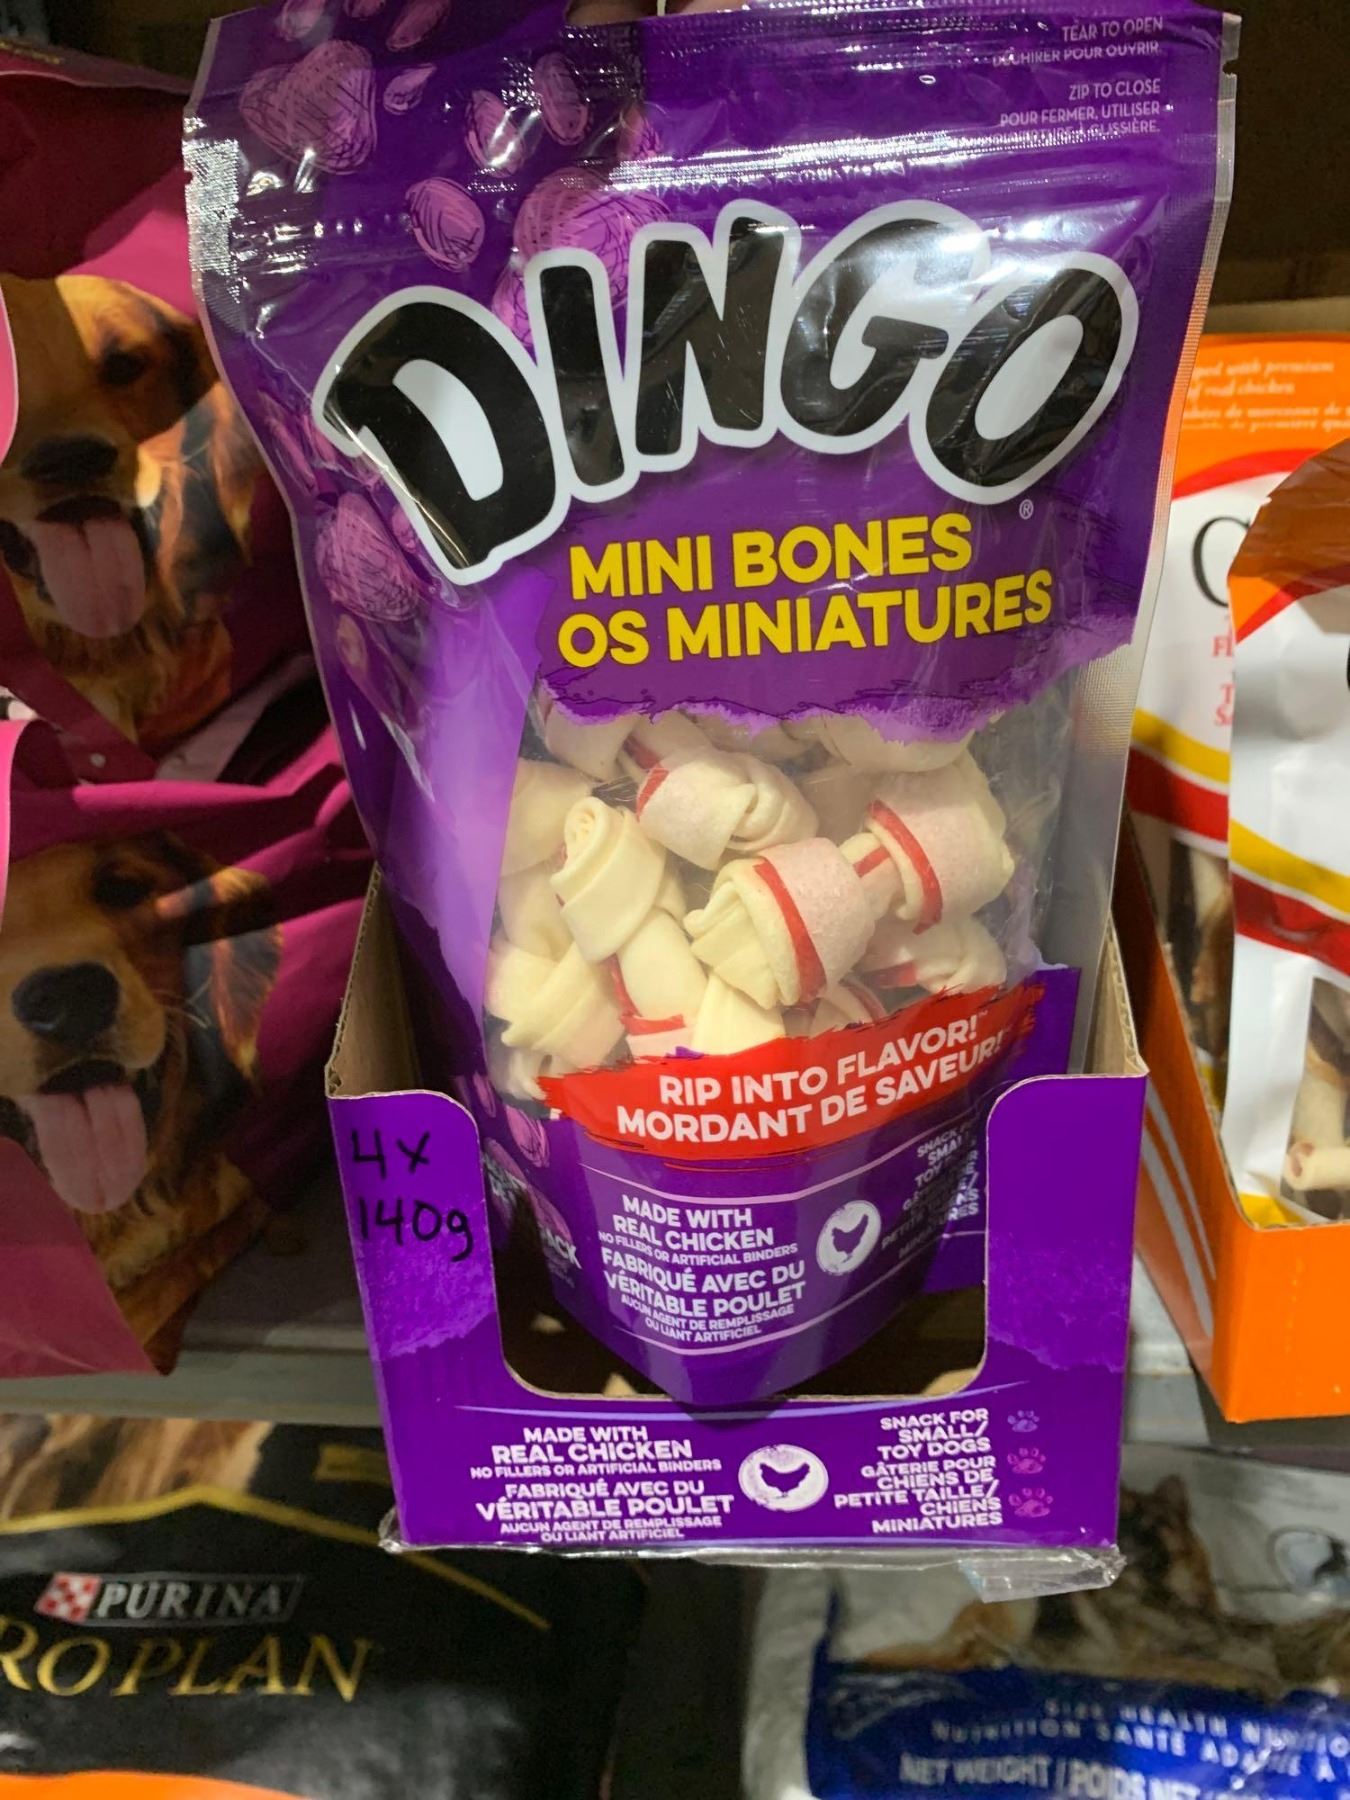 TEAR TO OPEN
DÉCHIRER POUR OUVRIR
ZIP TO CLOSE
POUR FERMER, UTILISER
GLISSIÈRE.
DINGO®
MINI BONES
OS MINIATURES
RIP INTO FLAVOR!™
MORDANT DE SAVEUR!
MADE WITH
REAL CHICKEN
NO FILLERS OR ARTIFICIAL BINDERS
FABRIQUÉ AVEC DU
VÉRITABLE POULET
AUCUN AGENT DE REMPLISSAGE
OU LIANT ARTIFICIEL
4x
140g
MADE WITH
REAL CHICKEN
NO FILLERS OR ARTIFICIAL BINDERS
FABRIQUÉ AVEC DU
VÉRITABLE POULET
AUCUN AGENT DE REMPLISSAGE
OU LIANT ARTIFICIEL
SNACK FOR
SMALL/
TOY DOGS
GÂTERIE POUR
CHIENS DE
PETITE TAILLE/
CHIENS
MINIATURES
PURINA
RO PLAN
NET WEIGHT / POIDS NET